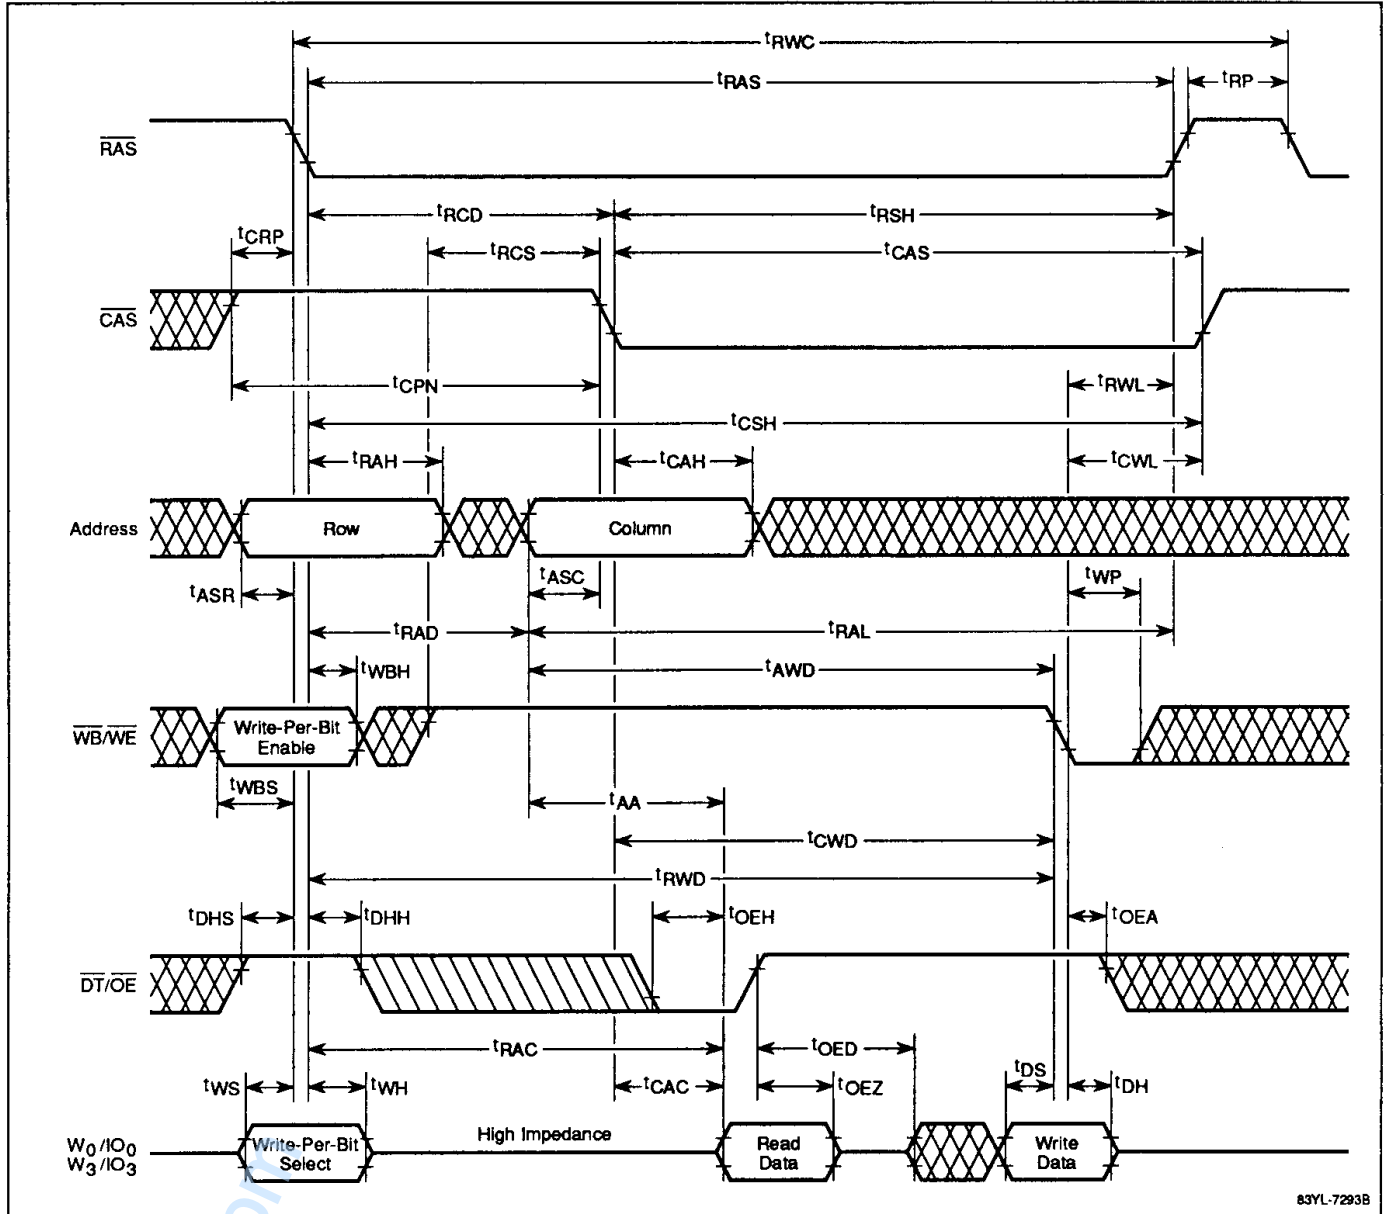 tRWC
tRAS
tRP
RAS
tRCD
tRSH
tCRP
tRCS
tCAS
CAS
tCPN
tRWL
tCSH
tRAH
tCAH
tCWL
Address
Row
Column
tASR
tASC
tWP
tRAD
tRAL
tWBH
tAWD
WB/WE
Write-Per-Bit
Enable
tWBS
tAA
tCWD
tRWD
tDHS
tDHH
tOEH
tOEA
DT/OE
tRAC
tOED
tWS
tWH
tCAC
tOEZ
tDS
tDH
W0/IO0
W3/IO3
Write-Per-Bit
Select
High Impedance
Read
Data
Write
Data
83YL-7293B
om